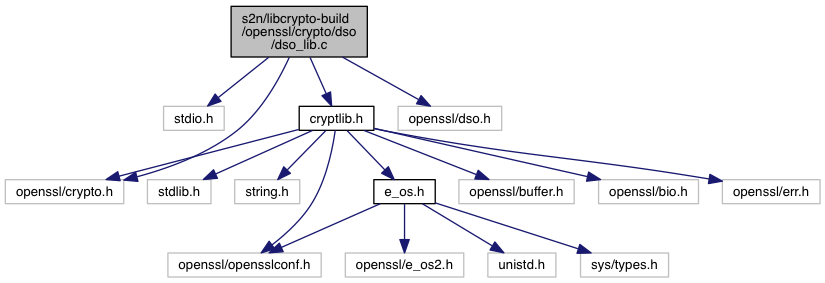 s2n/libcrypto-build
/openssl/crypto/dso
/dso_lib.c
stdio.h
cryptlib.h
openssl/dso.h
openssl/crypto.h
stdlib.h
string.h
e_os.h
openssl/buffer.h
openssl/bio.h
openssl/err.h
openssl/opensslconf.h
openssl/e_os2.h
unistd.h
sys/types.h